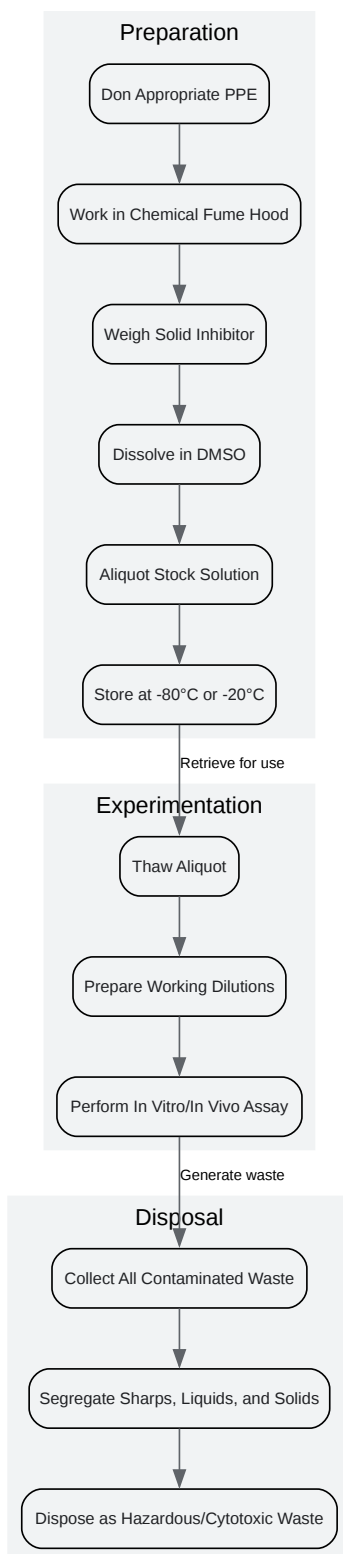 Preparation
Don Appropriate PPE
Work in Chemical Fume Hood
Weigh Solid Inhibitor
Dissolve in DMSO
Aliquot Stock Solution
Store at -80°C or -20°C
Retrieve for use
Experimentation
Thaw Aliquot
Prepare Working Dilutions
Perform In Vitro/In Vivo Assay
Generate waste
Disposal
Collect All Contaminated Waste
Segregate Sharps, Liquids, and Solids
Dispose as Hazardous/Cytotoxic Waste